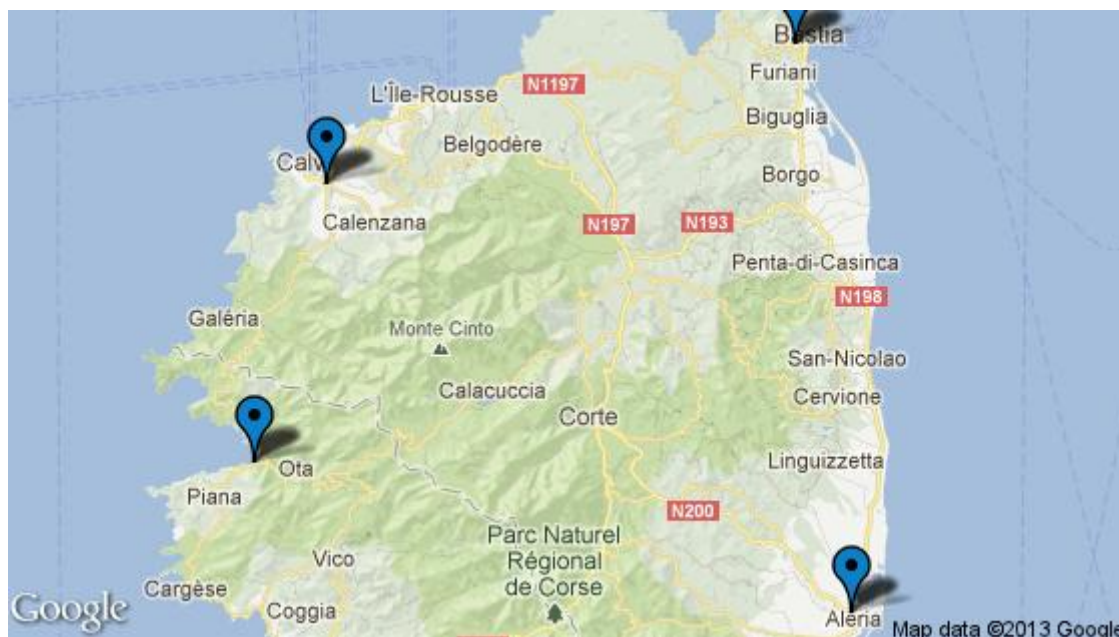 Bastia
Furiani
L'Île-Rousse
N1197
Biguglia
Belgodère
Calvi
Borgo
Calenzana
N197
N193
Penta-di-Casinca
N198
Galéria
Monte Cinto
San-Nicolao
Calacuccia
Cervione
Corte
Ota
Linguizzetta
Piana
N200
Parc Naturel
Régional
de Corse
Vico
Cargèse
Coggia
Aléria
Google
Map data ©2013 Google